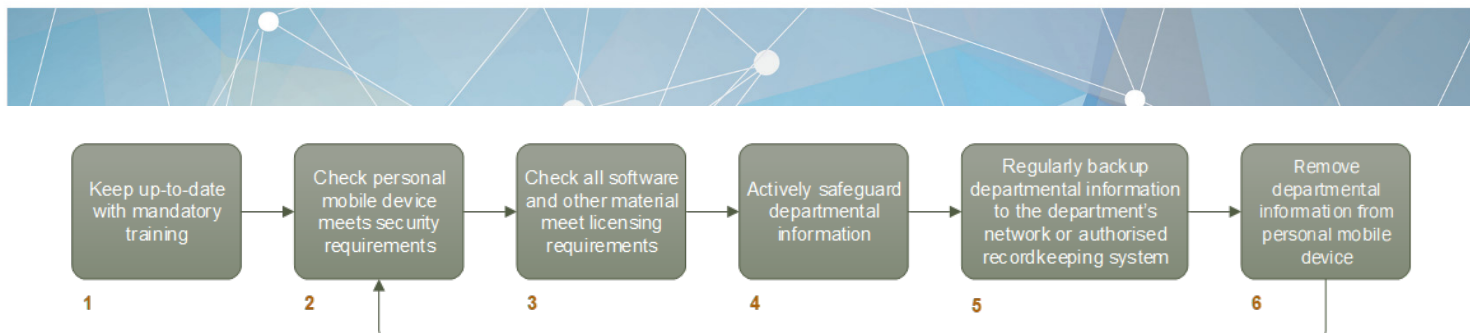 Keep up-to-date
with mandatory
training
Check personal
mobile device
meets security
requirements
Check all software
and other material
meet licensing
requirements
Actively safeguard
departmental
information
Regularly backup
departmental information
to the department's
network or authorised
recordkeeping system
Remove
departmental
information from
personal mobile
device
1
2
3
4
5
6